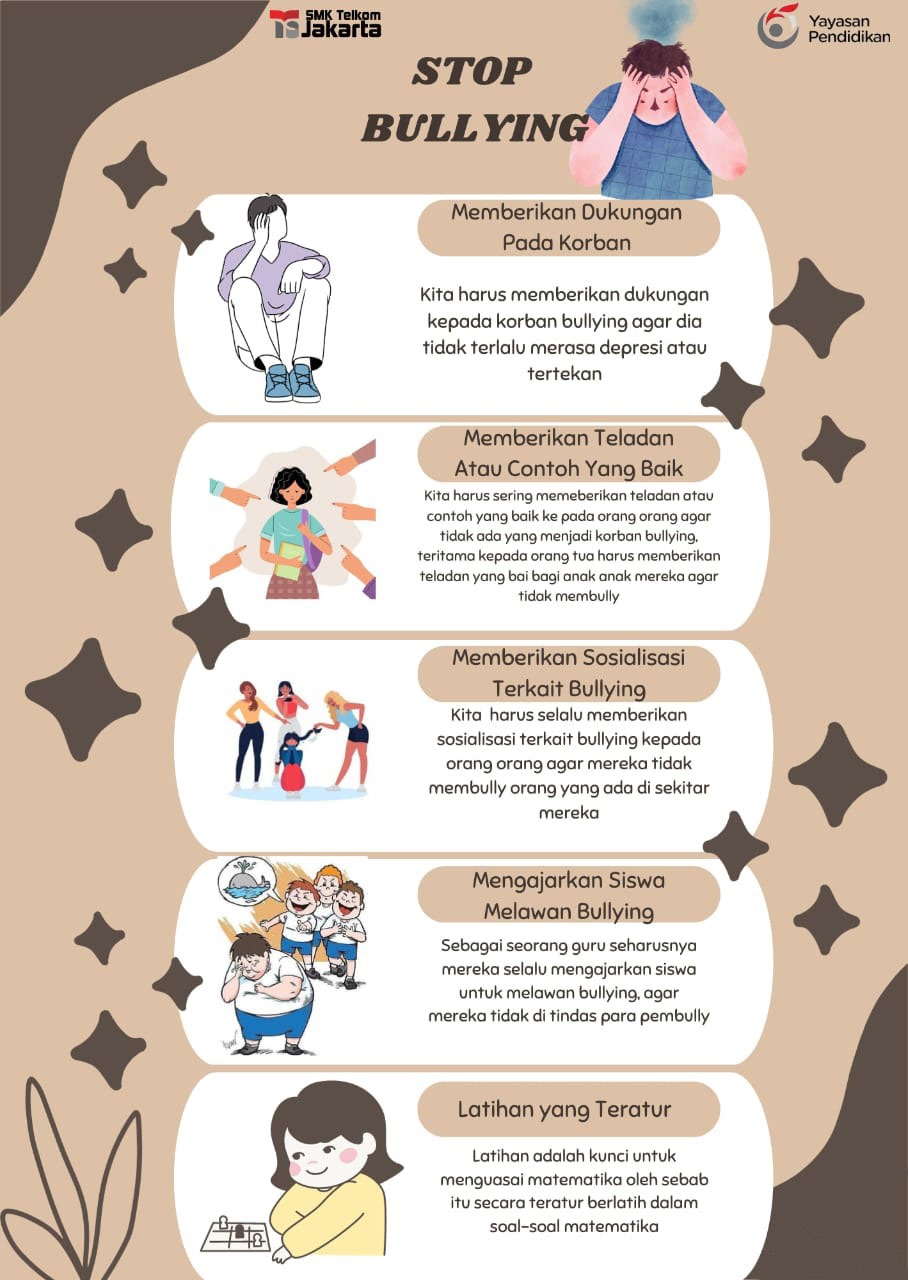 SMK Telkom
Jakarta
Yayasan
Pendidikan
STOP
BULLYING
Memberikan Dukungan
Pada Korban
Kita harus memberikan dukungan
kepada korban bullying agar dia
tidak terlalu merasa depresi atau
tertekan
Memberikan Teladan
Atau Contoh Yang Baik
Kita harus sering memeberikan teladan atau
contoh yang baik ke pada orang orang agar
tidak ada yang menjadi korban bullying,
teritama kepada orang tua harus memberikan
teladan yang bai bagi anak anak mereka agar
tidak membully
Memberikan Sosialisasi
Terkait Bullying
Kita harus selalu memberikan
sosialisasi terkait bullying kepada
orang orang agar mereka tidak
membully orang yang ada di sekitar
mereka
Mengajarkan Siswa
Melawan Bullying
Sebagai seorang guru seharusnya
mereka selalu mengajarkan siswa
untuk melawan bullying, agar
mereka tidak di tindas para pembully
Latihan yang Teratur
Latihan adalah kunci untuk
menguasai matematika oleh sebab
itu secara teratur berlatih dalam
soal-soal matematika